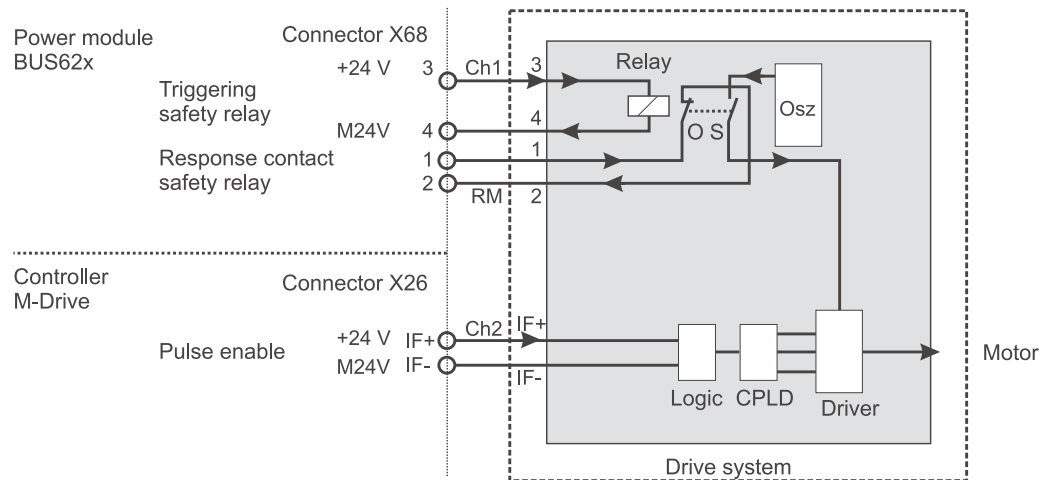 Power module
BUS62x
Connector X68
+24 V 3 Ch1 3
Relay
Triggering
safety relay
Osz
M24V 4 4
O S
Response contact
safety relay
1 1
2 RM 2
Controller
M-Drive
Connector X26
Pulse enable
+24 V IF+ Ch2 IF+
M24V IF- IF-
Motor
Logic CPLD Driver
Drive system